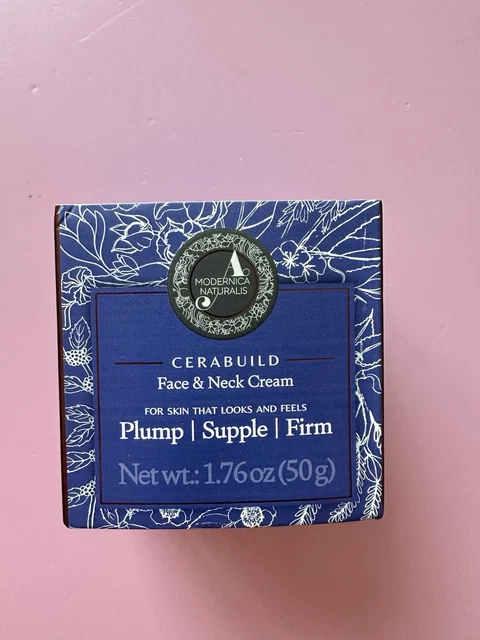 A
MODERNICA
NATURALIS
CERABUILD
Face & Neck Cream
FOR SKIN THAT LOOKS AND FEELS
Plump | Supple | Firm
Net wt.: 1.76 oz (50 g)